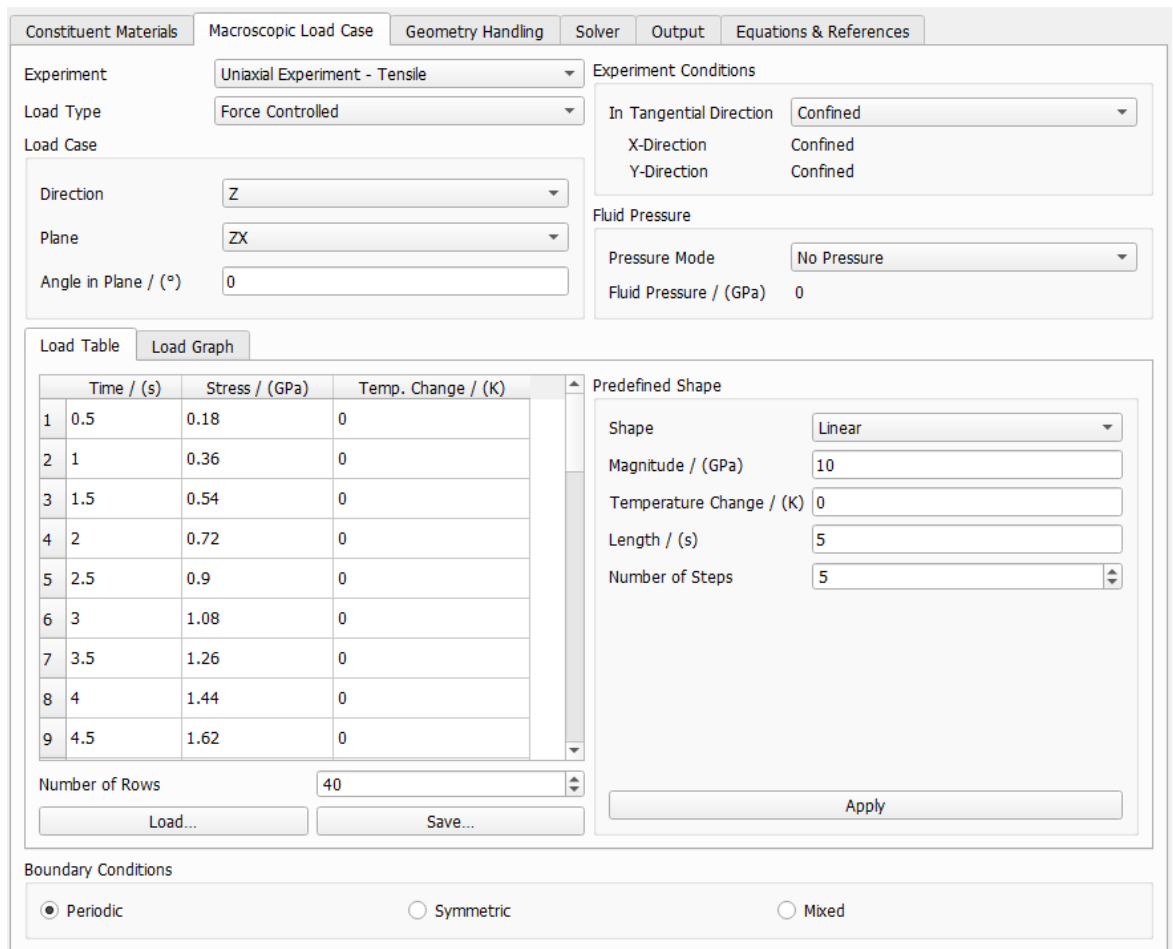 Constituent Materials Macroscopic Load Case Geometry Handling Solver Output Equations & References
Experiment Uniaxial Experiment - Tensile
Load Type Force Controlled
Load Case
Direction Z
Plane ZX
Angle in Plane / (°) 0
Experiment Conditions
In Tangential Direction Confined
X-Direction Confined
Y-Direction Confined
Fluid Pressure
Pressure Mode No Pressure
Fluid Pressure / (GPa) 0
Load Table Load Graph
Time / (s) Stress / (GPa) Temp. Change / (K)
1 0.5 0.18 0
2 1 0.36 0
3 1.5 0.54 0
4 2 0.72 0
5 2.5 0.9 0
6 3 1.08 0
7 3.5 1.26 0
8 4 1.44 0
9 4.5 1.62 0
Number of Rows 40
Load... Save...
Predefined Shape
Shape Linear
Magnitude / (GPa) 10
Temperature Change / (K) 0
Length / (s) 5
Number of Steps 5
Apply
Boundary Conditions
Periodic Symmetric Mixed